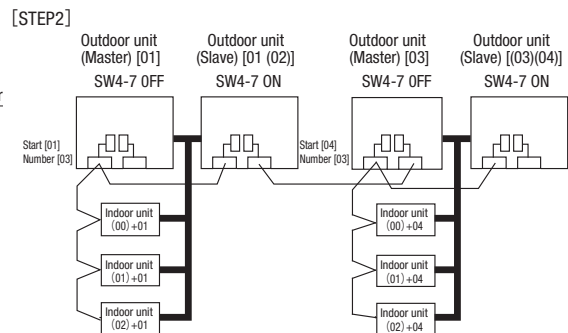 [STEP2]
Outdoor unit
(Master) [01]
SW4-7 OFF
Outdoor unit
(Slave) [01 (02)]
SW4-7 ON
Outdoor unit
(Master) [03]
SW4-7 OFF
Outdoor unit
(Slave) [(03)(04)]
SW4-7 ON
Start [01]
Number [03]
Start [04]
Number [03]
Indoor unit
(00)+01
Indoor unit
(01)+01
Indoor unit
(02)+01
Indoor unit
(00)+04
Indoor unit
(01)+04
Indoor unit
(02)+04